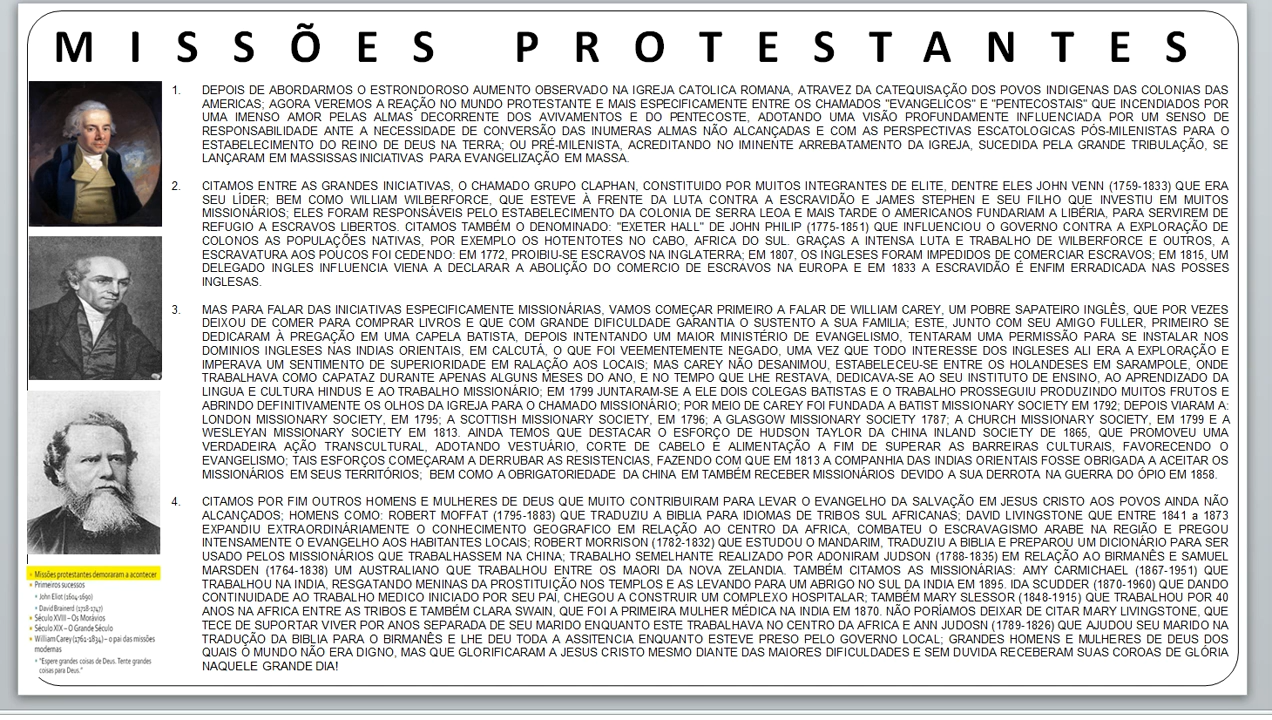 MISSÕES PROTESTANTES
1. DEPOIS DE ABORDARMOS O ESTRONDOROSO AUMENTO OBSERVADO NA IGREJA CATOLICA ROMANA, ATRAVEZ DA CATEQUISAÇÃO DOS POVOS INDIGENAS DAS COLONIAS DAS
AMERICAS; AGORA VEREMOS A REAÇÃO NO MUNDO PROTESTANTE E MAIS ESPECIFICAMENTE ENTRE OS CHAMADOS "EVANGELICOS" E "PENTECOSTAIS" QUE INCENDIADOS POR
UMA IMENSO AMOR PELAS ALMAS DECORRENTE DOS AVIVAMENTOS E DO PENTECOSTE, ADOTANDO UMA VISÃO PROFUNDAMENTE INFLUENCIADA POR UM SENSO DE
RESPONSABILIDADE ANTE A NECESSIDADE DE CONVERSÃO DAS INUMERAS ALMAS NÃO ALCANÇADAS E COM AS PERSPECTIVAS ESCATOLOGICAS PÓS-MILENISTAS PARA O
ESTABELECIMENTO DO REINO DE DEUS NA TERRA; OU PRÉ-MILENISTA, ACREDITANDO NO IMINENTE ARREBATAMENTO DA IGREJA, SUCEDIDA PELA GRANDE TRIBULAÇÃO, SE
LANÇARAM EM MASSISSAS INICIATIVAS PARA EVANGELIZAÇÃO EM MASSA.
2. CITAMOS ENTRE AS GRANDES INICIATIVAS, O CHAMADO GRUPO CLAPHAN, CONSTITUIDO POR MUITOS INTEGRANTES DE ELITE, DENTRE ELES JOHN VENN (1759-1833) QUE ERA
SEU LÍDER; BEM COMO WILLIAM WILBERFORCE, QUE ESTEVE À FRENTE DA LUTA CONTRA A ESCRAVIDÃO E JAMES STEPHEN E SEU FILHO QUE INVESTIU EM MUITOS
MISSIONÁRIOS; ELES FORAM RESPONSÁVEIS PELO ESTABELECIMENTO DA COLONIA DE SERRA LEOA E MAIS TARDE O AMERICANOS FUNDARIAM A LIBÉRIA, PARA SERVIREM DE
REFUGIO A ESCRAVOS LIBERTOS. CITAMOS TAMBÉM O DENOMINADO: "EXETER HALL" DE JOHN PHILIP (1775-1851) QUE INFLUENCIOU O GOVERNO CONTRA A EXPLORAÇÃO DE
COLONOS AS POPULAÇÕES NATIVAS, POR EXEMPLO OS HOTENTOTES NO CABO, AFRICA DO SUL. GRAÇAS A INTENSA LUTA E TRABALHO DE WILBERFORCE E OUTROS, A
ESCRAVATURA AOS POUCOS FOI CEDENDO: EM 1772, PROIBIU-SE ESCRAVOS NA INGLATERRA; EM 1807, OS INGLESES FORAM IMPEDIDOS DE COMERCIAR ESCRAVOS; EM 1815, UM
DELEGADO INGLES INFLUENCIA VIENA A DECLARAR A ABOLIÇÃO DO COMERCIO DE ESCRAVOS NA EUROPA E EM 1833 A ESCRAVIDÃO É ENFIM ERRADICADA NAS POSSES
INGLESAS.
3. MAS PARA FALAR DAS INICIATIVAS ESPECIFICAMENTE MISSIONÁRIAS, VAMOS COMEÇAR PRIMEIRO A FALAR DE WILLIAM CAREY, UM POBRE SAPATEIRO INGLÊS, QUE POR VEZES
DEIXOU DE COMER PARA COMPRAR LIVROS E QUE COM GRANDE DIFICULDADE GARANTIA O SUSTENTO A SUA FAMILIA; ESTE, JUNTO COM SEU AMIGO FULLER, PRIMEIRO SE
DEDICARAM À PREGAÇÃO EM UMA CAPELA BATISTA, DEPOIS INTENTANDO UM MAIOR MINISTÉRIO DE EVANGELISMO, TENTARAM UMA PERMISSÃO PARA SE INSTALAR NOS
DOMINIOS INGLESES NAS INDIAS ORIENTAIS, EM CALCUTÁ, O QUE FOI VEEMENTEMENTE NEGADO, UMA VEZ QUE TODO INTERESSE DOS INGLESES ALI ERA A EXPLORAÇÃO E
IMPERAVA UM SENTIMENTO DE SUPERIORIDADE EM RALAÇÃO AOS LOCAIS; MAS CAREY NÃO DESANIMOU, ESTABELECEU-SE ENTRE OS HOLANDESES EM SARAMPOLE, ONDE
TRABALHAVA COMO CAPATAZ DURANTE APENAS ALGUNS MESES DO ANO, E NO TEMPO QUE LHE RESTAVA, DEDICAVA-SE AO SEU INSTITUTO DE ENSINO, AO APRENDIZADO DA
LINGUA E CULTURA HINDUS E AO TRABALHO MISSIONÁRIO; EM 1799 JUNTARAM-SE A ELE DOIS COLEGAS BATISTAS E O TRABALHO PROSSEGUIU PRODUZINDO MUITOS FRUTOS E
ABRINDO DEFINITIVAMENTE OS OLHOS DA IGREJA PARA O CHAMADO MISSIONÁRIO; POR MEIO DE CAREY FOI FUNDADA A BATIST MISSIONARY SOCIETY EM 1792; DEPOIS VIARAM A:
LONDON MISSIONARY SOCIETY, EM 1795; A SCOTTISH MISSIONARY SOCIETY, EM 1796; A GLASGOW MISSIONARY SOCIETY 1787; A CHURCH MISSIONARY SOCIETY, EM 1799 E A
WESLEYAN MISSIONARY SOCIETY EM 1813. AINDA TEMOS QUE DESTACAR O ESFORÇO DE HUDSON TAYLOR DA CHINA INLAND SOCIETY DE 1865, QUE PROMOVEU UMA
VERDADEIRA AÇÃO TRANSCULTURAL, ADOTANDO VESTUÁRIO, CORTE DE CABELO E ALIMENTAÇÃO A FIM DE SUPERAR AS BARREIRAS CULTURAIS, FAVORECENDO O
EVANGELISMO; TAIS ESFORÇOS COMEÇARAM A DERRUBAR AS RESISTENCIAS, FAZENDO COM QUE EM 1813 A COMPANHIA DAS INDIAS ORIENTAIS FOSSE OBRIGADA A ACEITAR OS
MISSIONÁRIOS EM SEUS TERRITÓRIOS; BEM COMO A OBRIGATORIEDADE DA CHINA EM TAMBÉM RECEBER MISSIONÁRIOS DEVIDO A SUA DERROTA NA GUERRA DO ÓPIO EM 1858.
4. CITAMOS POR FIM OUTROS HOMENS E MULHERES DE DEUS QUE MUITO CONTRIBUIRAM PARA LEVAR O EVANGELHO DA SALVAÇÃO EM JESUS CRISTO AOS POVOS AINDA NÃO
ALCANÇADOS; HOMENS COMO: ROBERT MOFFAT (1795-1883) QUE TRADUZIU A BIBLIA PARA IDIOMAS DE TRIBOS SUL AFRICANAS; DAVID LIVINGSTONE QUE ENTRE 1841 a 1873
EXPANDIU EXTRAORDINÁRIAMENTE O CONHECIMENTO GEOGRAFICO EM RELAÇÃO AO CENTRO DA AFRICA, COMBATEU O ESCRAVAGISMO ARABE NA REGIÃO E PREGOU
INTENSAMENTE O EVANGELHO AOS HABITANTES LOCAIS; ROBERT MORRISON (1782-1832) QUE ESTUDOU O MANDARIM, TRADUZIU A BIBLIA E PREPAROU UM DICIONÁRIO PARA SER
USADO PELOS MISSIONÁRIOS QUE TRABALHASSEM NA CHINA; TRABALHO SEMELHANTE REALIZADO POR ADONIRAM JUDSON (1788-1835) EM RELAÇÃO AO BIRMANÊS E SAMUEL
MARSDEN (1764-1838) UM AUSTRALIANO QUE TRABALHOU ENTRE OS MAORI DA NOVA ZELANDIA. TAMBÉM CITAMOS AS MISSIONÁRIAS: AMY CARMICHAEL (1867-1951) QUE
TRABALHOU NA INDIA, RESGATANDO MENINAS DA PROSTITUIÇÃO NOS TEMPLOS E AS LEVANDO PARA UM ABRIGO NO SUL DA INDIA EM 1895. IDA SCUDDER (1870-1960) QUE DANDO
CONTINUIDADE AO TRABALHO MEDICO INICIADO POR SEU PAI, CHEGOU A CONSTRUIR UM COMPLEXO HOSPITALAR; TAMBÉM MARY SLESSOR (1848-1915) QUE TRABALHOU POR 40
ANOS NA AFRICA ENTRE AS TRIBOS E TAMBÉM CLARA SWAIN, QUE FOI A PRIMEIRA MULHER MÉDICA NA INDIA EM 1870. NÃO PORÍAMOS DEIXAR DE CITAR MARY LIVINGSTONE, QUE
TECE DE SUPORTAR VIVER POR ANOS SEPARADA DE SEU MARIDO ENQUANTO ESTE TRABALHAVA NO CENTRO DA AFRICA e ANN JUDOSN (1789-1826) QUE AJUDOU SEU MARIDO NA
TRADUÇÃO DA BIBLIA PARA O BIRMANÊS E LHE DEU TODA A ASSITENCIA ENQUANTO ESTEVE PRESO PELO GOVERNO LOCAL; GRANDES HOMENS E MULHERES DE DEUS DOS
QUAIS O MUNDO NÃO ERA DIGNO, MAS QUE GLORIFICARAM A JESUS CRISTO MESMO DIANTE DAS MAIORES DIFICULDADES E SEM DUVIDA RECEBERAM SUAS COROAS DE GLÓRIA
NAQUELE GRANDE DIA!
Missões protestantes demoraram a acontecer
Primeiros sucessos
John Eliot (1604-1690)
David Brainerd (1718-1747)
Século XVIII – Os Morávios
Século XIX – O Grande Século
William Carey (1761-1834) – o pai das missões
modernas
"Espere grandes coisas de Deus. Tente grandes
coisas para Deus."